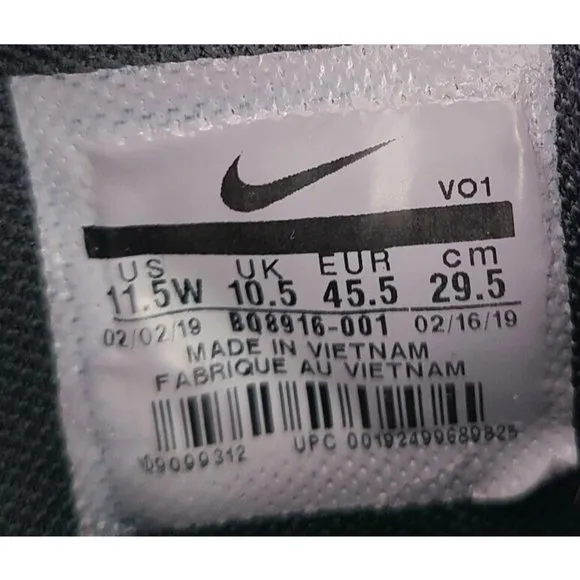 VO1
US UK EUR cm
11.5W 10.5 45.5 29.5
02/02/19 BQ8916-001 02/16/19
MADE IN VIETNAM
FABRIQUE AU VIETNAM
UPC 00192499689825